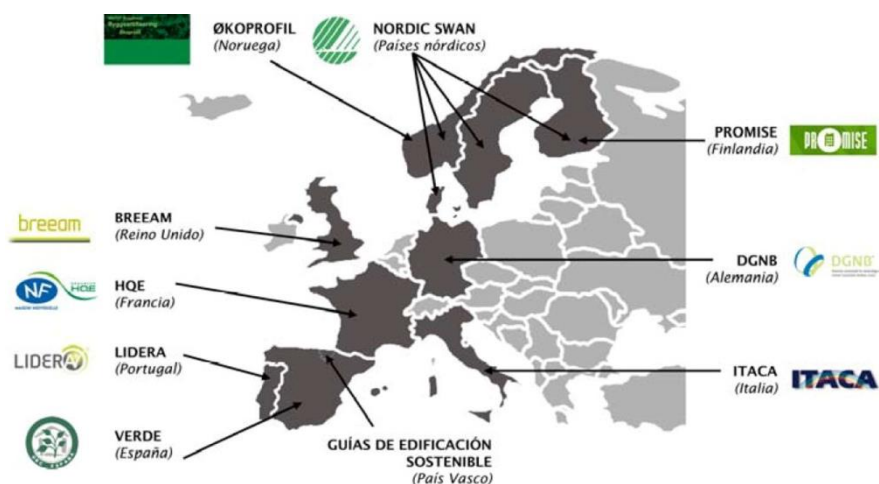 ØKOPROFIL
(Noruega)
NORDIC SWAN
(Países nórdicos)
PROMISE
(Finlandia)
PROMISE
breeam
BREEAM
(Reino Unido)
DGNB
(Alemania)
DGNB
NF
HQE
HQE
(Francia)
LIDERA
LIDERA
(Portugal)
ITACA
(Italia)
ITACA
VERDE
(España)
GUÍAS DE EDIFICACIÓN
SOSTENIBLE
(País Vasco)